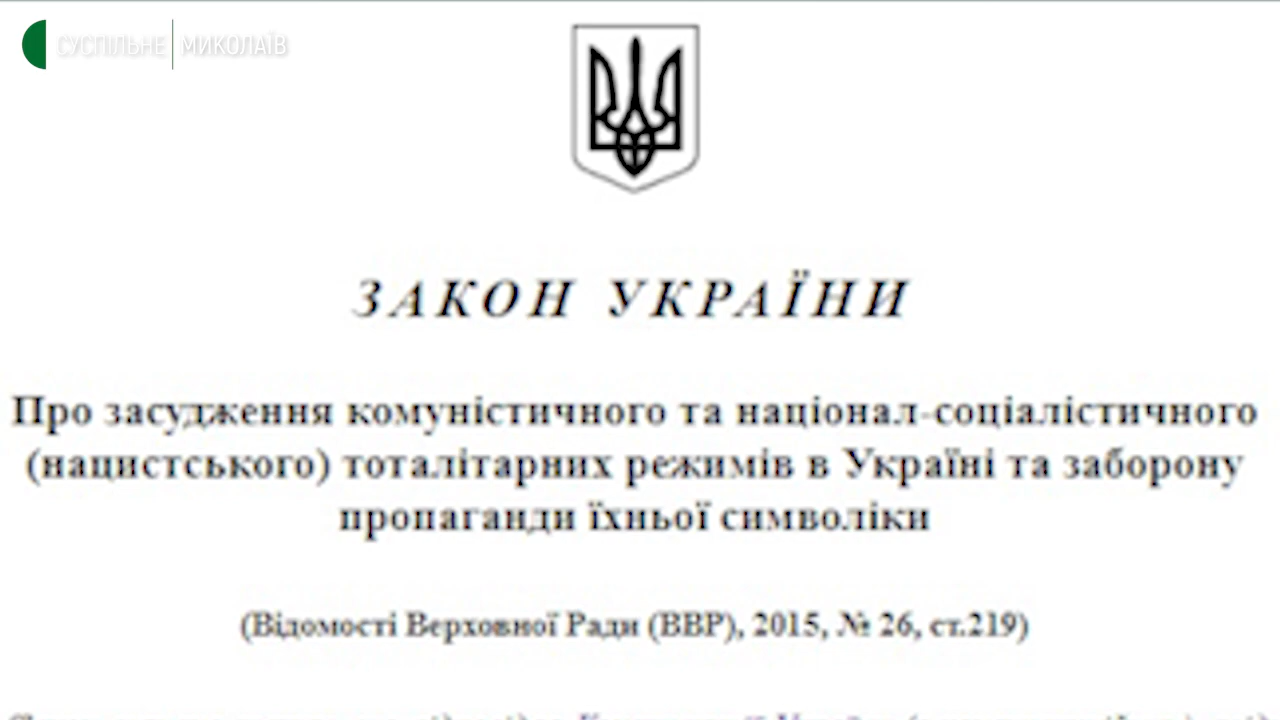 СУСПІЛЬНЕ МИКОЛАЇВ
ЗАКОН УКРАЇНИ
Про засудження комуністичного та націонал-соціалістичного
(нацистського) тоталітарних режимів в Україні та заборону
пропаганди їхньої символіки
(Відомості Верховної Ради (ВВР), 2015, № 26, ст.219)